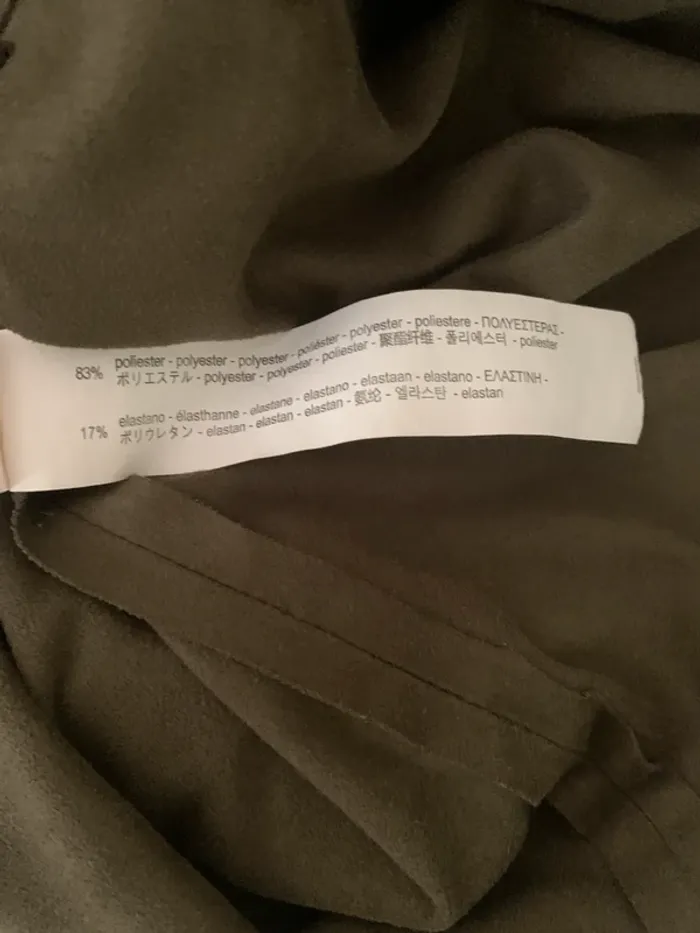 83% poliester - polyester - polyester - poliéster - polyester - poliestere - ΠΟΛΥΕΣΤΕΡΑΣ -
ポリエステル - polyester - polyester - poliester - 聚酯纤维 - 폴리에스터 - poliester
17% elastano - élasthanne - elastane - elastano - elastaan - elastano - ΕΛΑΣΤΙΝΗ -
ポリウレタン - elastan - elastan - elastan - 氨纶 - 엘라스탄 - elastan